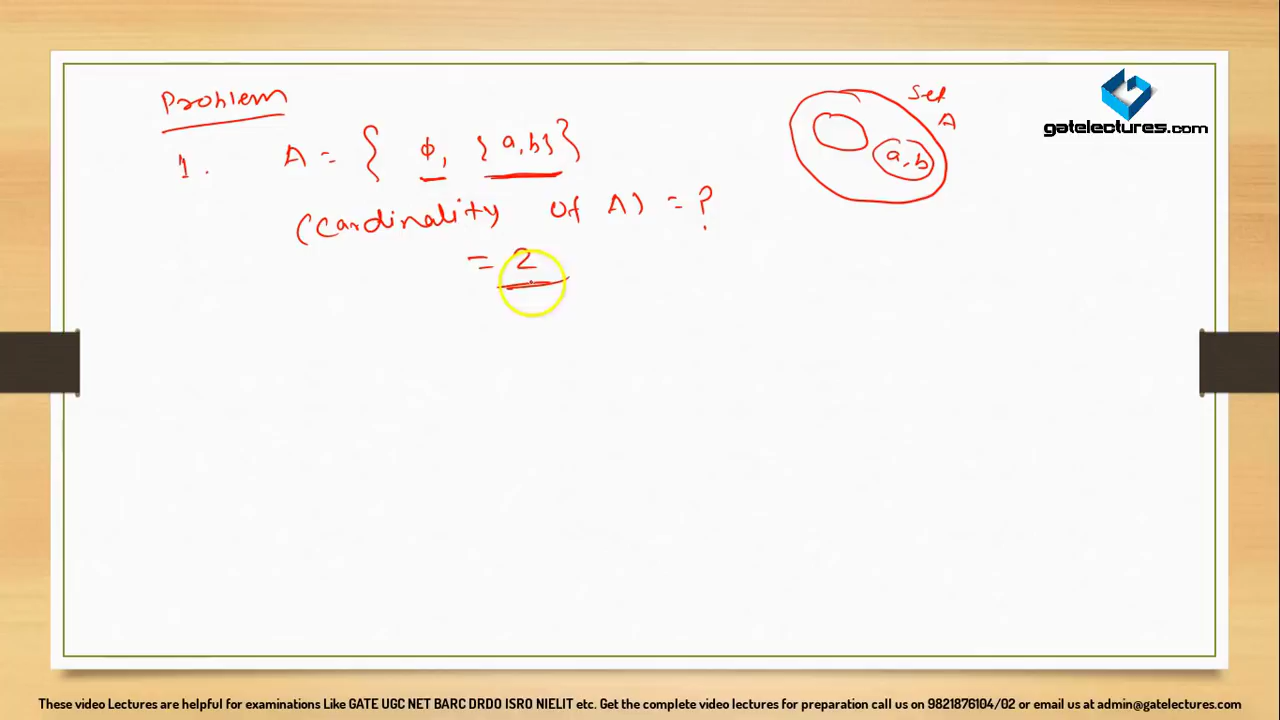 Problem
1. A = { ϕ, {a,b}}
(Cardinality of A) = ?
= 2
Set
A
a, b
gatelectures.com
These video Lectures are helpful for examinations Like GATE UGC NET BARC DRDO ISRO NIELIT etc. Get the complete video lectures for preparation call us on 9821876104/02 or email us at admin@gatelectures.com